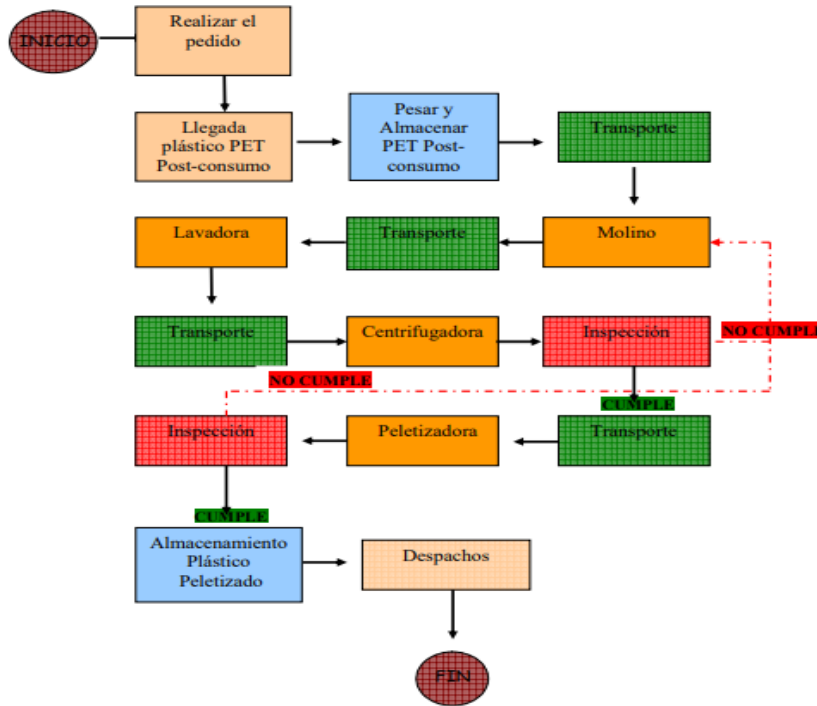 INICIO
Realizar el
pedido
Llegada
plástico PET
Post-consumo
Pesar y
Almacenar
PET Post-
consumo
Transporte
Lavadora
Transporte
Molino
Transporte
Centrifugadora
Inspección
NO CUMPLE
NO CUMPLE
CUMPLE
Inspección
Peletizadora
Transporte
CUMPLE
Almacenamiento
Plástico
Peletizado
Despachos
FIN